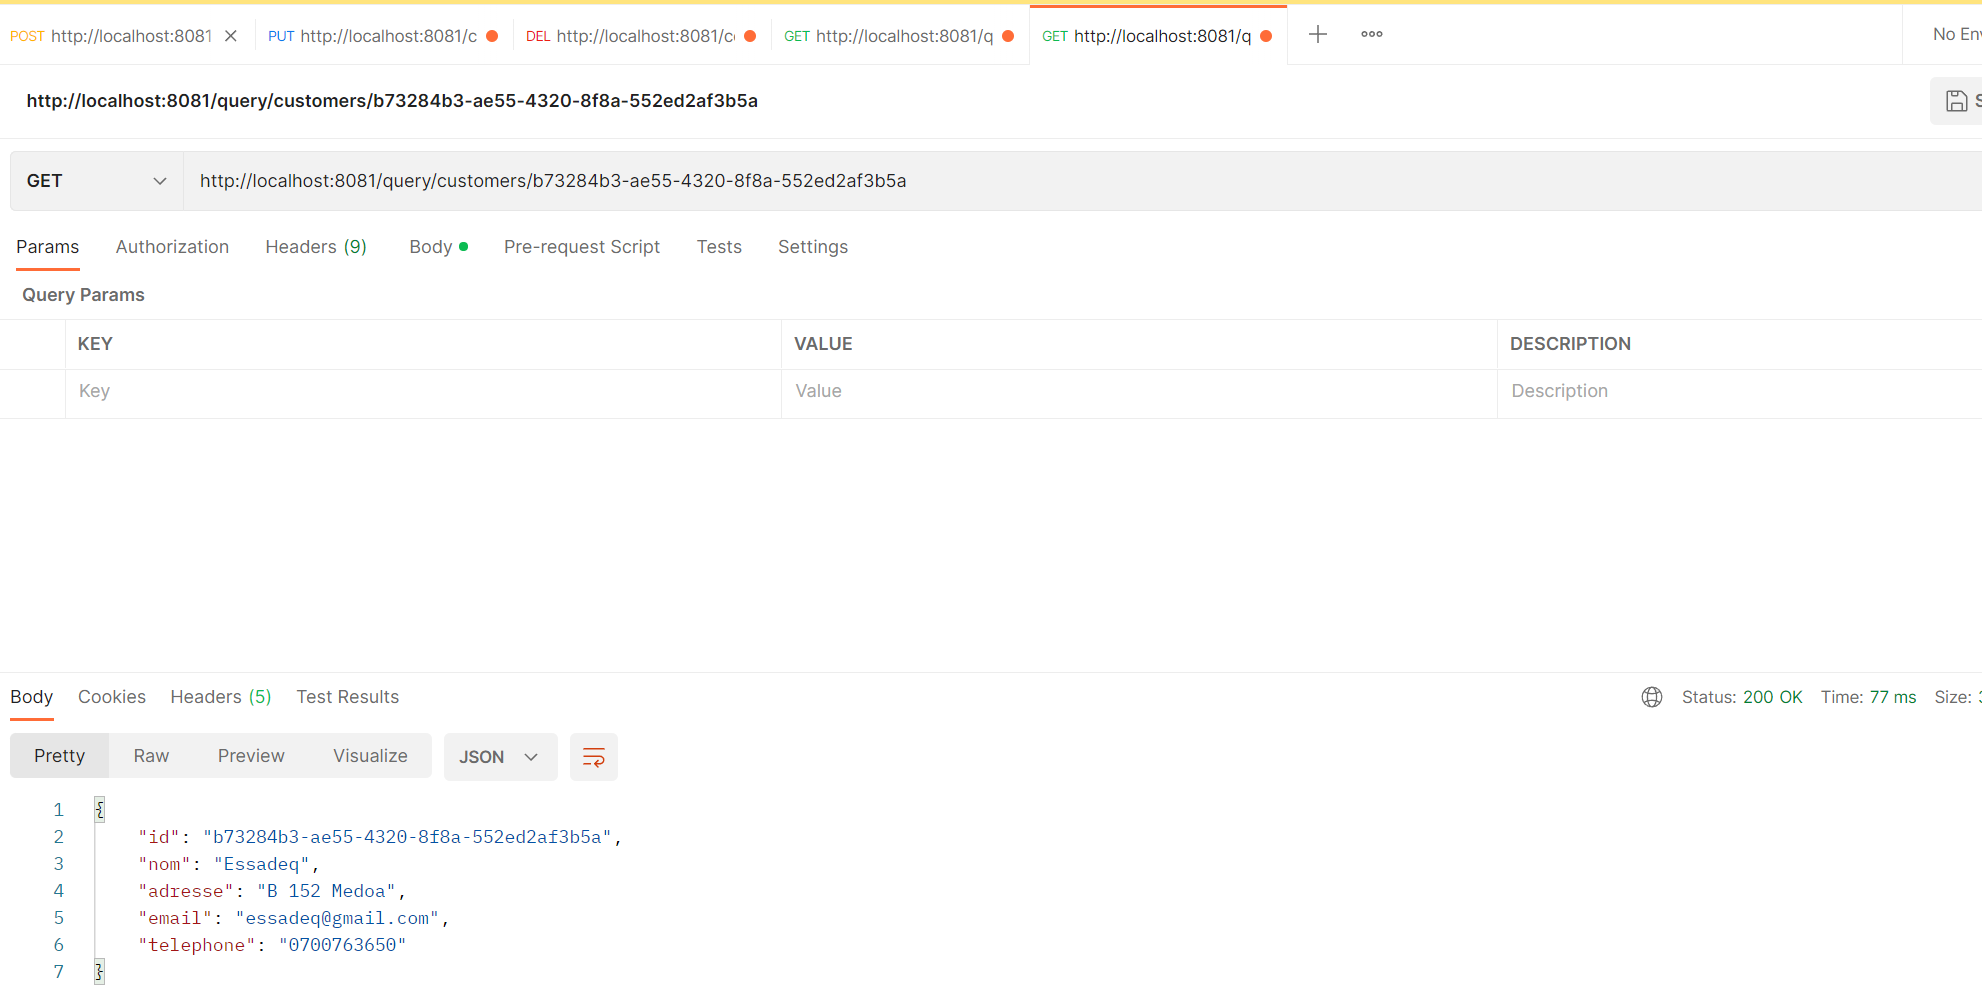 POST http://localhost:8081 PUT http://localhost:8081/c DEL http://localhost:8081/c GET http://localhost:8081/q GET http://localhost:8081/q No Env
http://localhost:8081/query/customers/b73284b3-ae55-4320-8f8a-552ed2af3b5a S
GET http://localhost:8081/query/customers/b73284b3-ae55-4320-8f8a-552ed2af3b5a
Params Authorization Headers (9) Body Pre-request Script Tests Settings
Query Params
KEY VALUE DESCRIPTION
Key Value Description
Body Cookies Headers (5) Test Results Status: 200 OK Time: 77 ms Size:
Pretty Raw Preview Visualize JSON
1 {
2 "id": "b73284b3-ae55-4320-8f8a-552ed2af3b5a",
3 "nom": "Essadeq",
4 "adresse": "B 152 Medoa",
5 "email": "essadeq@gmail.com",
6 "telephone": "0700763650"
7 }